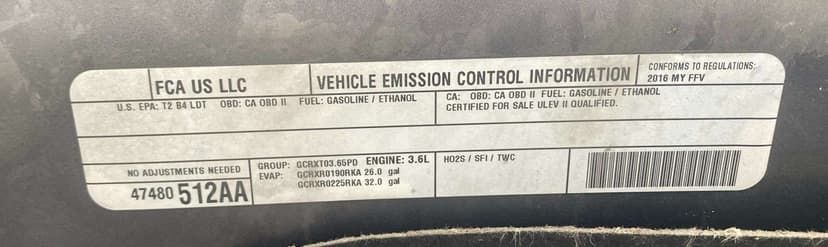 FCA US LLC
VEHICLE EMISSION CONTROL INFORMATION
CONFORMS TO REGULATIONS:
2016 MY FFV
U.S. EPA: T2 B4 LDT OBD: CA OBD II FUEL: GASOLINE / ETHANOL
CA: OBD: CA OBD II FUEL: GASOLINE / ETHANOL
CERTIFIED FOR SALE ULEV II QUALIFIED.
NO ADJUSTMENTS NEEDED
47480 512AA
GROUP: GCRXT03.65PD ENGINE: 3.6L
EVAP: GCRXR0190RKA 26.0 gal
GCRXR0225RKA 32.0 gal
HO2S / SFI / TWC